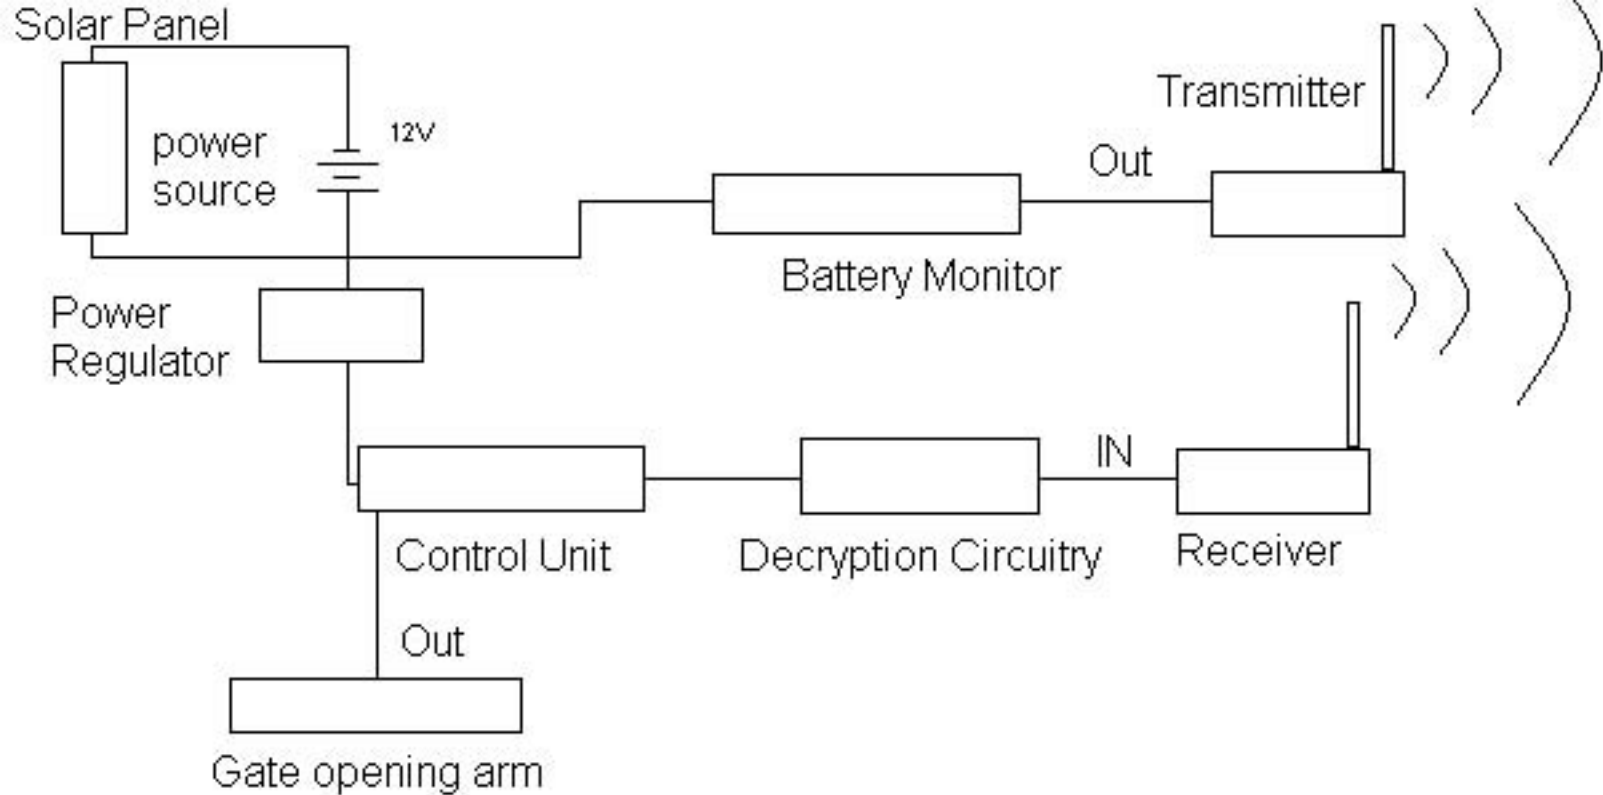 Solar Panel
power
source
12V
Transmitter
Out
Battery Monitor
Power
Regulator
IN
Control Unit
Decryption Circuitry
Receiver
Out
Gate opening arm